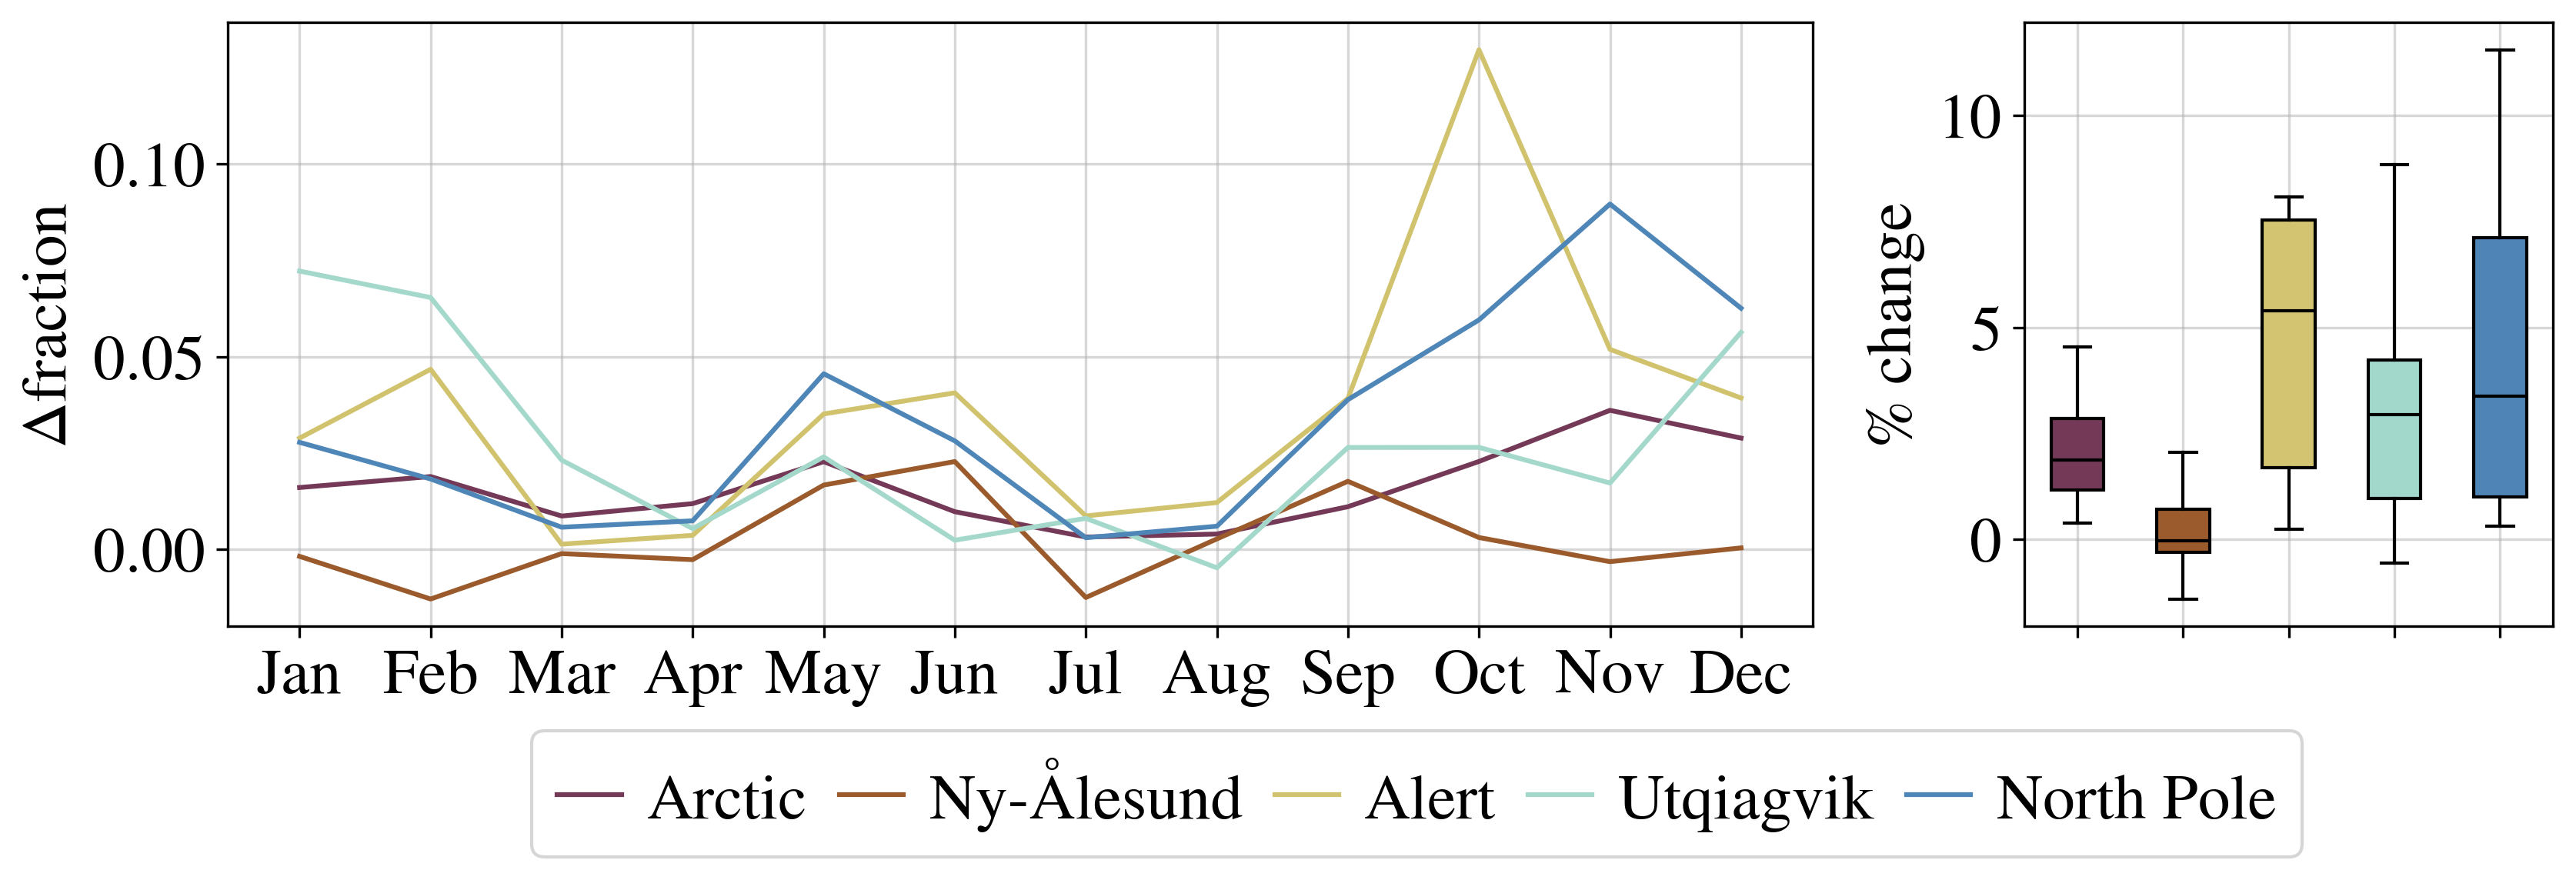 Δfraction
0.10
0.05
0.00
Jan Feb Mar Apr May Jun Jul Aug Sep Oct Nov Dec
% change
10
5
0
Arctic Ny-Ålesund Alert Utqiagvik North Pole